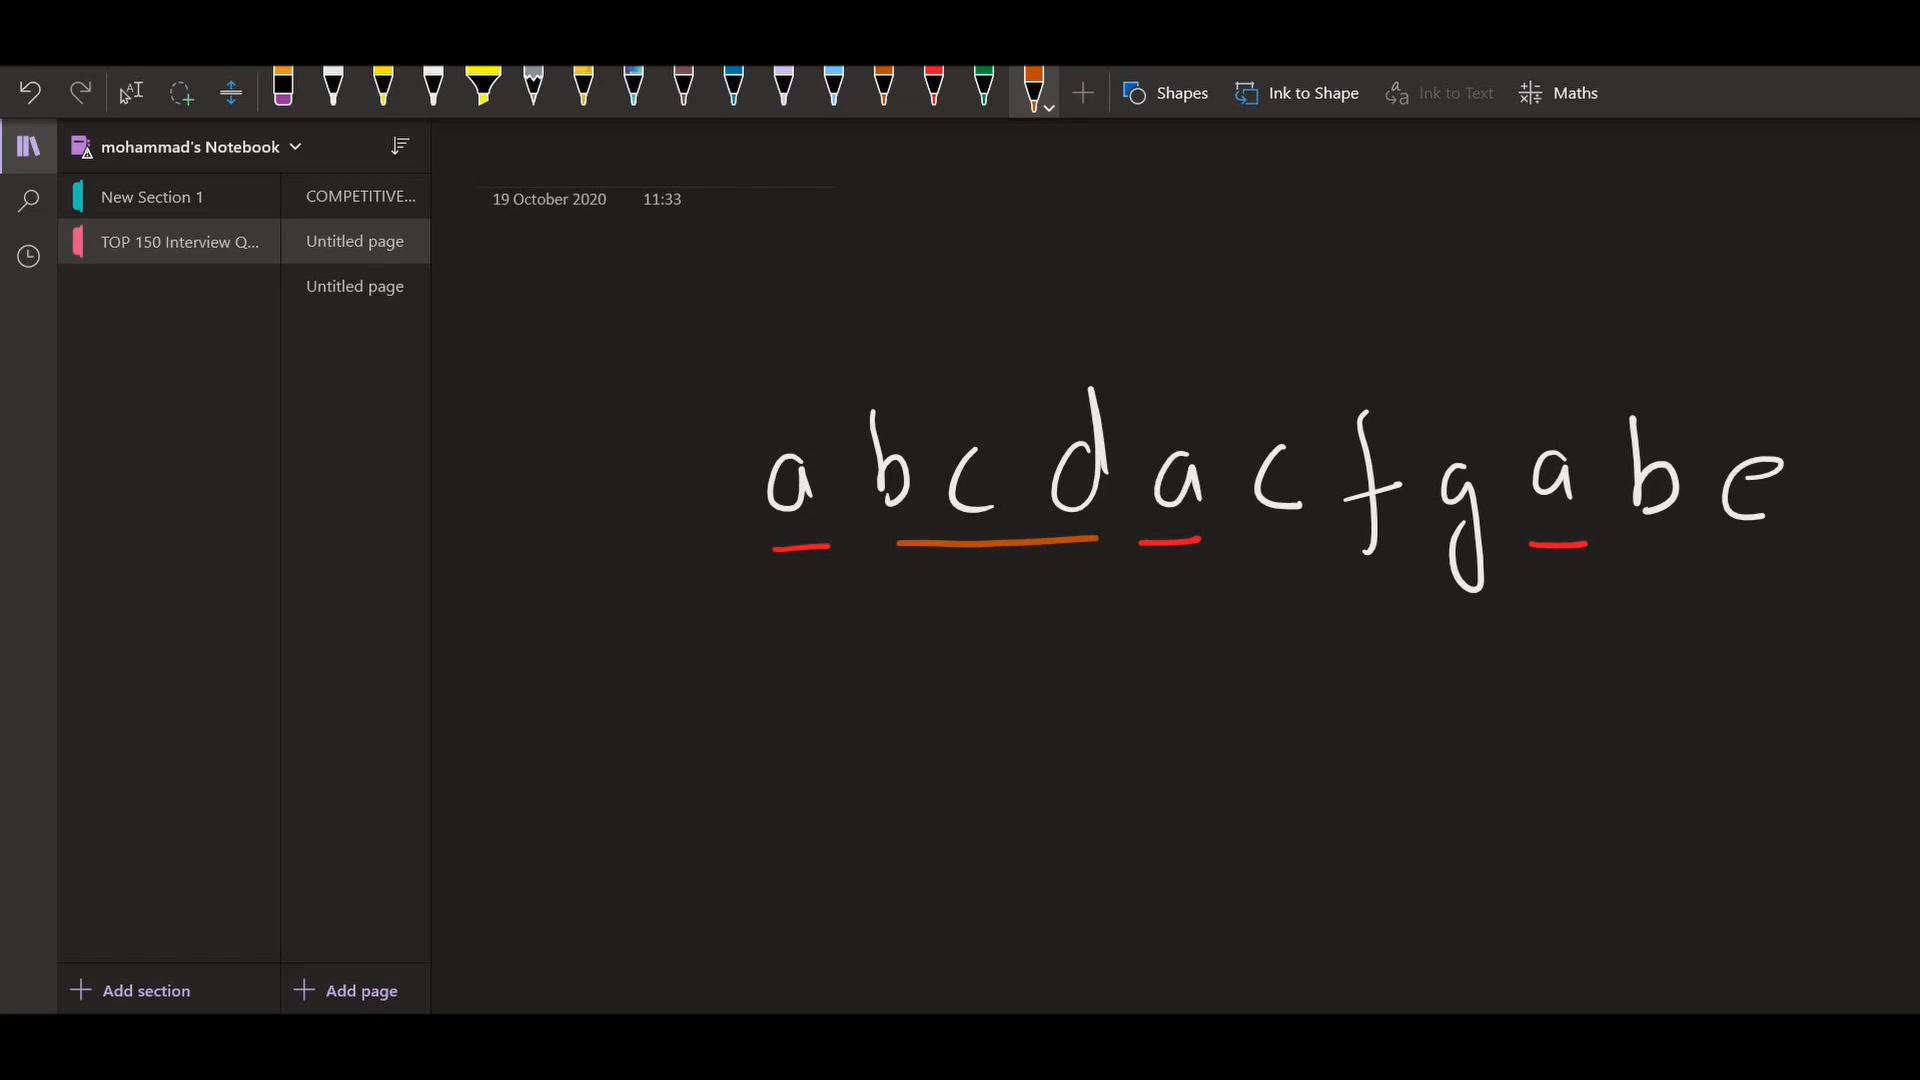 Shapes Ink to Shape Ink to Text Maths
mohammad's Notebook
New Section 1 COMPETITIVE...
TOP 150 Interview Q... Untitled page
Untitled page
19 October 2020 11:33
a b c d a c f g a b e
Add section Add page